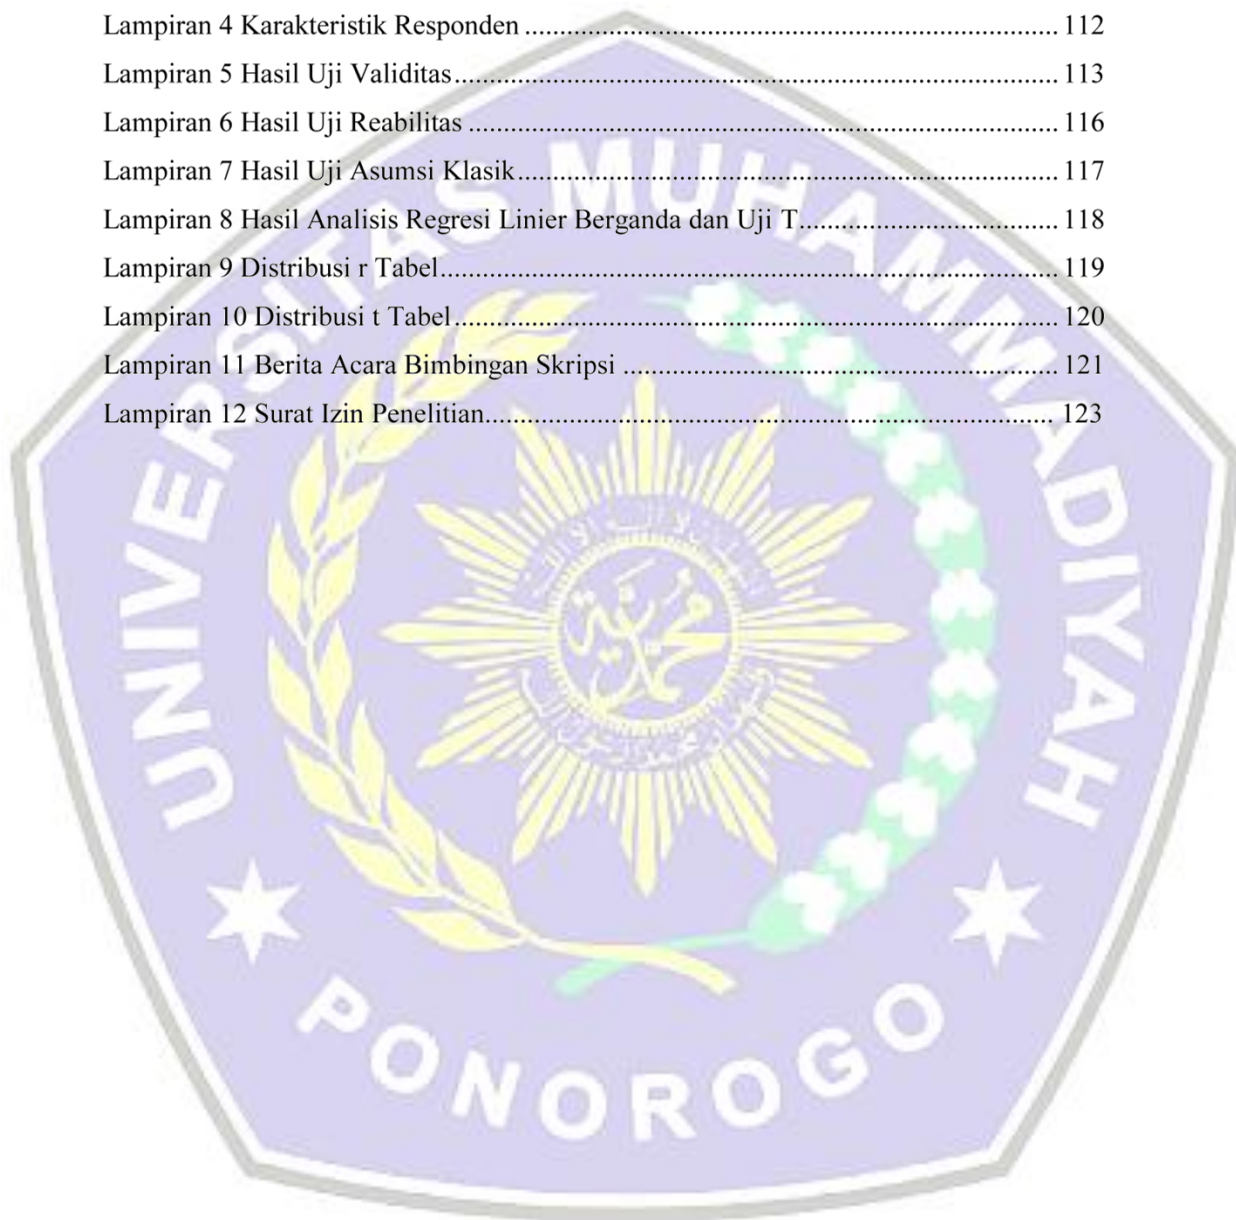 Lampiran 4 Karakteristik Responden ................................................................ 112
Lampiran 5 Hasil Uji Validitas ........................................................................ 113
Lampiran 6 Hasil Uji Reabilitas ....................................................................... 116
Lampiran 7 Hasil Uji Asumsi Klasik ................................................................ 117
Lampiran 8 Hasil Analisis Regresi Linier Berganda dan Uji T............................... 118
Lampiran 9 Distribusi r Tabel .......................................................................... 119
Lampiran 10 Distribusi t Tabel ........................................................................ 120
Lampiran 11 Berita Acara Bimbingan Skripsi .................................................... 121
Lampiran 12 Surat Izin Penelitian.................................................................... 123
UNIVERSITAS MUHAMMADIYAH
محمدية
PONOROGO